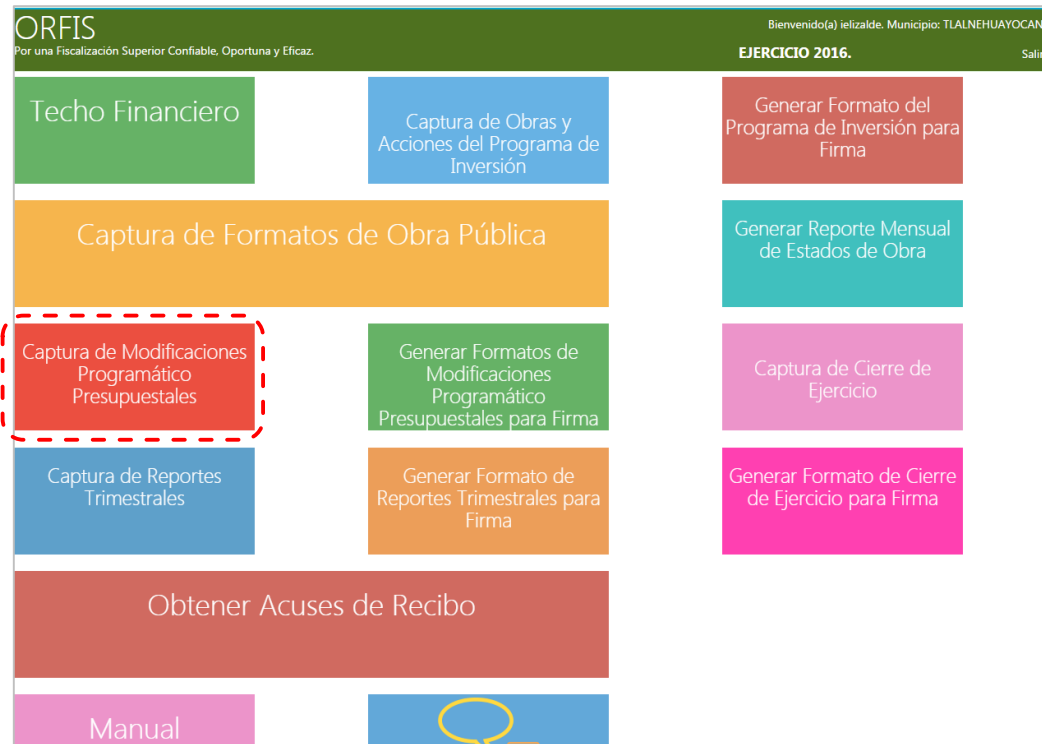 ORFIS
Por una Fiscalización Superior Confiable, Oportuna y Eficaz.
Bienvenido(a) ielizalde. Municipio: TLALNEHUAYOCAN
EJERCICIO 2016.
Salir
Techo Financiero
Captura de Obras y
Acciones del Programa de
Inversión
Generar Formato del
Programa de Inversión para
Firma
Captura de Formatos de Obra Pública
Generar Reporte Mensual
de Estados de Obra
Captura de Modificaciones
Programático
Presupuestales
Generar Formatos de
Modificaciones
Programático
Presupuestales para Firma
Captura de Cierre de
Ejercicio
Captura de Reportes
Trimestrales
Generar Formato de
Reportes Trimestrales para
Firma
Generar Formato de Cierre
de Ejercicio para Firma
Obtener Acuses de Recibo
Manual